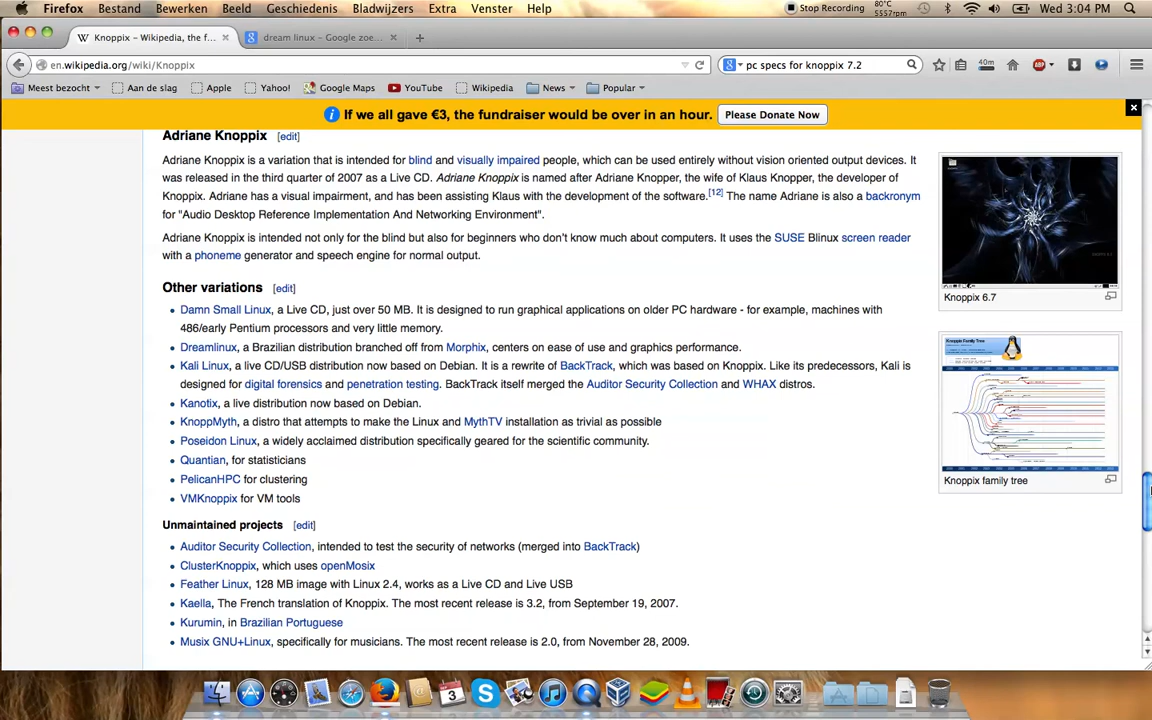 Firefox Bestand Bewerken Beeld Geschiedenis Bladwijzers Extra Venster Help Stop Recording 80°C 5557rpm Wed 3:04 PM
W Knoppix – Wikipedia, the f... dream linux - Google zoe...
en.wikipedia.org/wiki/Knoppix pc specs for knoppix 7.2 40m ABP
Meest bezocht Aan de slag Apple Yahoo! Google Maps YouTube Wikipedia News Popular
If we all gave €3, the fundraiser would be over in an hour. Please Donate Now
Adriane Knoppix [edit]
Adriane Knoppix is a variation that is intended for blind and visually impaired people, which can be used entirely without vision oriented output devices. It
was released in the third quarter of 2007 as a Live CD. Adriane Knoppix is named after Adriane Knopper, the wife of Klaus Knopper, the developer of
Knoppix. Adriane has a visual impairment, and has been assisting Klaus with the development of the software.[12] The name Adriane is also a backronym
for "Audio Desktop Reference Implementation And Networking Environment".
Adriane Knoppix is intended not only for the blind but also for beginners who don't know much about computers. It uses the SUSE Blinux screen reader
with a phoneme generator and speech engine for normal output.
Knoppix 6.7
Other variations [edit]
Damn Small Linux, a Live CD, just over 50 MB. It is designed to run graphical applications on older PC hardware - for example, machines with
486/early Pentium processors and very little memory.
Dreamlinux, a Brazilian distribution branched off from Morphix, centers on ease of use and graphics performance.
Kali Linux, a live CD/USB distribution now based on Debian. It is a rewrite of BackTrack, which was based on Knoppix. Like its predecessors, Kali is
designed for digital forensics and penetration testing. BackTrack itself merged the Auditor Security Collection and WHAX distros.
Kanotix, a live distribution now based on Debian.
KnoppMyth, a distro that attempts to make the Linux and MythTV installation as trivial as possible
Poseidon Linux, a widely acclaimed distribution specifically geared for the scientific community.
Quantian, for statisticians
PelicanHPC for clustering
VMKnoppix for VM tools
Knoppix Family Tree
Knoppix family tree
Unmaintained projects [edit]
Auditor Security Collection, intended to test the security of networks (merged into BackTrack)
ClusterKnoppix, which uses openMosix
Feather Linux, 128 MB image with Linux 2.4, works as a Live CD and Live USB
Kaella, The French translation of Knoppix. The most recent release is 3.2, from September 19, 2007.
Kurumin, in Brazilian Portuguese
Musix GNU+Linux, specifically for musicians. The most recent release is 2.0, from November 28, 2009.